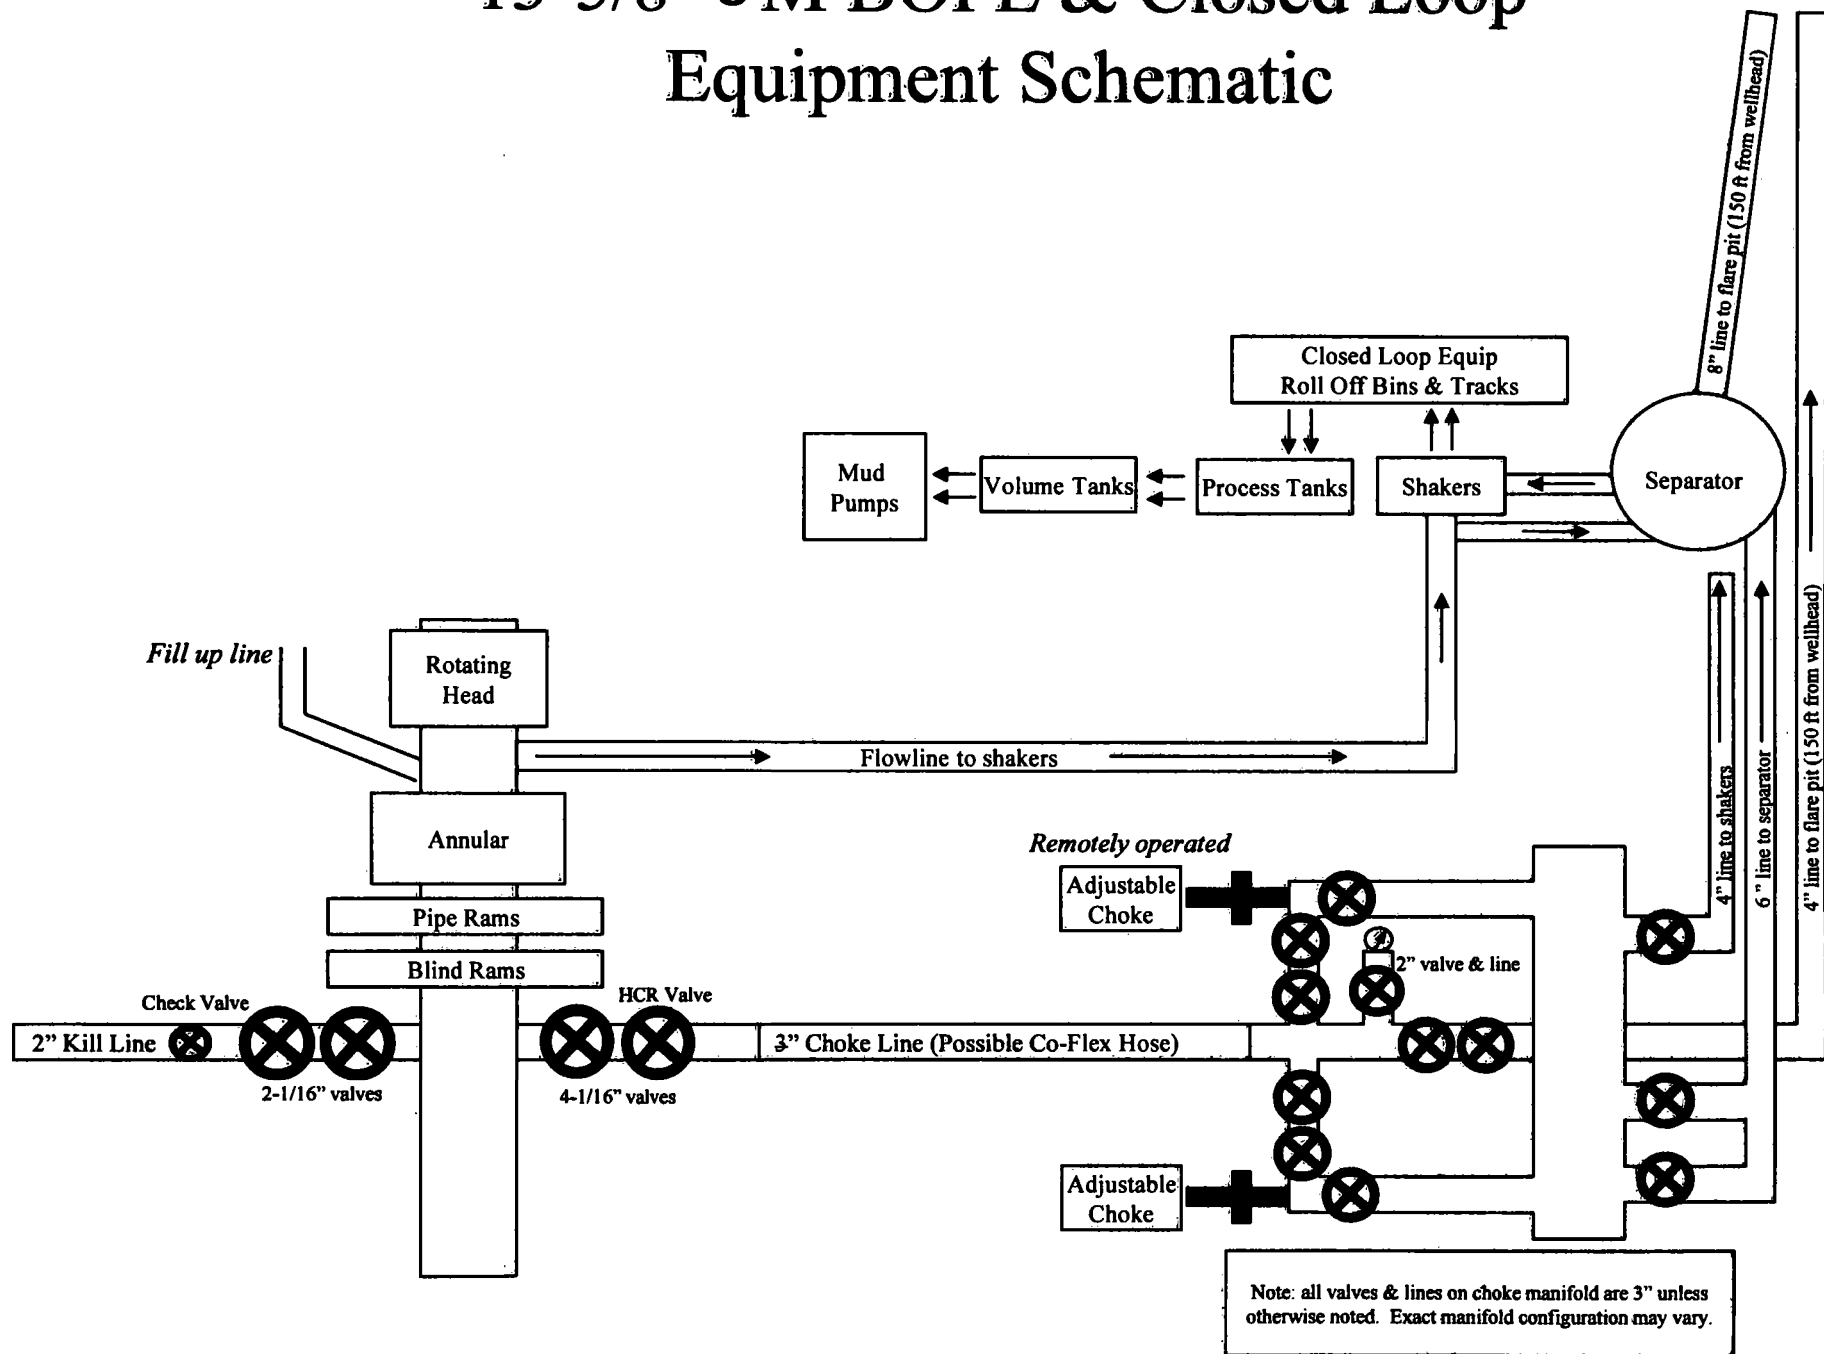 BOPE & Closed Loop
Equipment Schematic
8” line to flare pit (150 ft from wellhead)
Closed Loop Equip
Roll Off Bins & Tracks
Mud
Pumps
Volume Tanks
Process Tanks
Shakers
Separator
Fill up line
Rotating
Head
Flowline to shakers
Annular
Pipe Rams
Blind Rams
Check Valve
HCR Valve
2” Kill Line
3” Choke Line (Possible Co-Flex Hose)
2-1/16” valves
4-1/16” valves
Remotely operated
Adjustable
Choke
2” valve & line
4” line to shakers
6” line to separator
4” line to flare pit (150 ft from wellhead)
Adjustable
Choke
Note: all valves & lines on choke manifold are 3” unless
otherwise noted. Exact manifold configuration may vary.